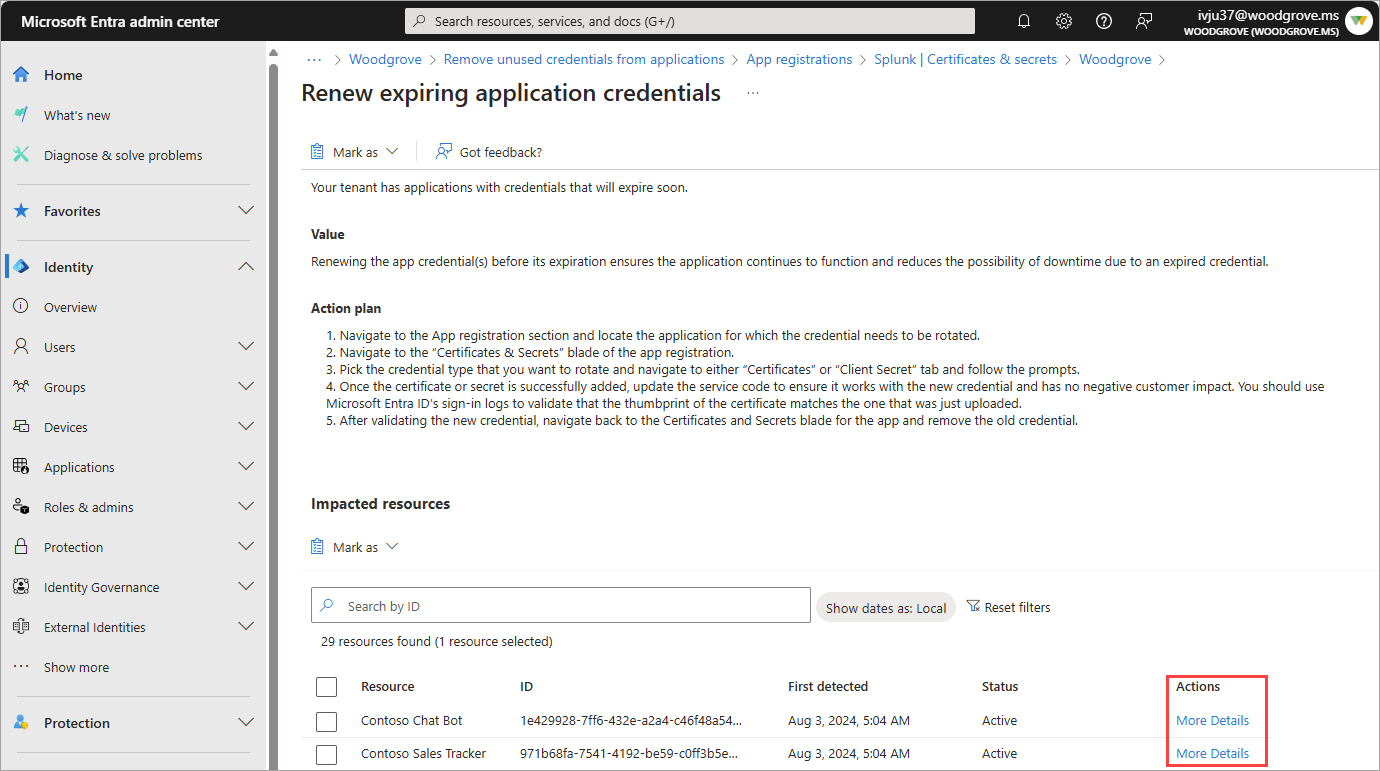 Microsoft Entra admin center
Search resources, services, and docs (G+/)
ivju37@woodgrove.ms
WOODGROVE (WOODGROVE.MS)
Home
What's new
Diagnose & solve problems
Favorites
Identity
Overview
Users
Groups
Devices
Applications
Roles & admins
Protection
Identity Governance
External Identities
Show more
Protection
··· > Woodgrove > Remove unused credentials from applications > App registrations > Splunk | Certificates & secrets > Woodgrove >
Renew expiring application credentials ···
Mark as
Got feedback?
Your tenant has applications with credentials that will expire soon.
Value
Renewing the app credential(s) before its expiration ensures the application continues to function and reduces the possibility of downtime due to an expired credential.
Action plan
1. Navigate to the App registration section and locate the application for which the credential needs to be rotated.
2. Navigate to the “Certificates & Secrets” blade of the app registration.
3. Pick the credential type that you want to rotate and navigate to either “Certificates” or “Client Secret” tab and follow the prompts.
4. Once the certificate or secret is successfully added, update the service code to ensure it works with the new credential and has no negative customer impact. You should use
Microsoft Entra ID’s sign-in logs to validate that the thumbprint of the certificate matches the one that was just uploaded.
5. After validating the new credential, navigate back to the Certificates and Secrets blade for the app and remove the old credential.
Impacted resources
Mark as
Search by ID
Show dates as: Local
Reset filters
29 resources found (1 resource selected)
Resource ID First detected Status Actions
Contoso Chat Bot 1e429928-7ff6-432e-a2a4-c46f48a54... Aug 3, 2024, 5:04 AM Active More Details
Contoso Sales Tracker 971b68fa-7541-4192-be59-c0ff3b5e... Aug 3, 2024, 5:04 AM Active More Details